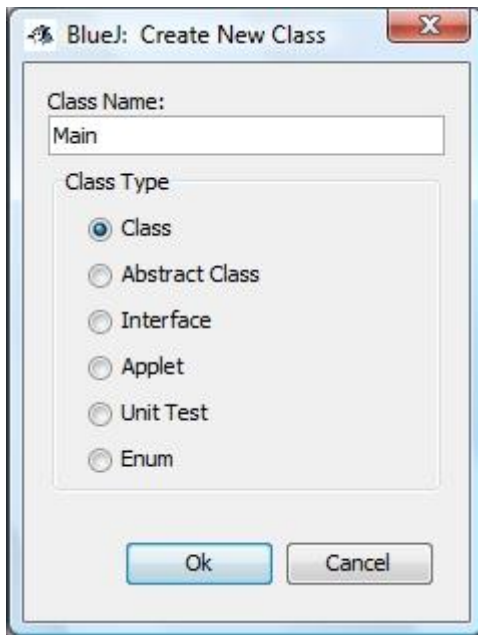 BlueJ: Create New Class
Class Name:
Main
Class Type
Class
Abstract Class
Interface
Applet
Unit Test
Enum
Ok Cancel